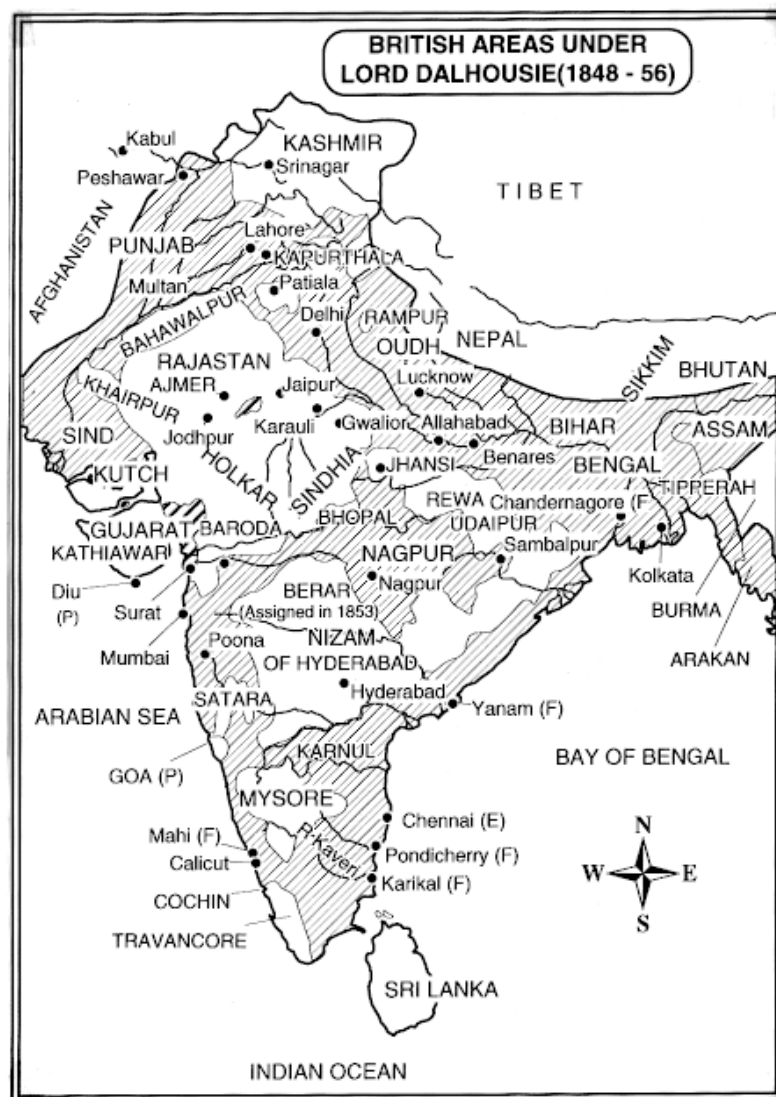 BRITISH AREAS UNDER
LORD DALHOUSIE(1848 - 56)
Kabul
KASHMIR
Srinagar
Peshawar
TIBET
AFGHANISTAN
PUNJAB
Lahore
KAPURTHALA
Multan
Patiala
BAHAWALPUR
Delhi
RAMPUR
OUDH
NEPAL
SIKKIM
BHUTAN
RAJASTAN
AJMER
Jaipur
Lucknow
KHAIRPUR
Jodhpur
Karauli
Gwalior
Allahabad
BIHAR
ASSAM
SIND
Benares
HOLKAR
SINDHIA
JHANSI
BENGAL
KUTCH
TIPPERAH
REWA
Chandernagore (F
GUJARAT
BARODA
BHOPAL
UDAIPUR
KATHIAWAR
NAGPUR
Sambalpur
Kolkata
Diu
(P)
Surat
BERAR
(Assigned in 1853)
Nagpur
BURMA
Mumbai
NIZAM
OF HYDERABAD
Poona
ARAKAN
Hyderabad
SATARA
Yanam (F)
ARABIAN SEA
KARNUL
BAY OF BENGAL
GOA (P)
MYSORE
Chennai (E)
Mahi (F)
R-Kaveri
Pondicherry (F)
Calicut
Karikal (F)
COCHIN
TRAVANCORE
N
W
E
S
SRI LANKA
INDIAN OCEAN